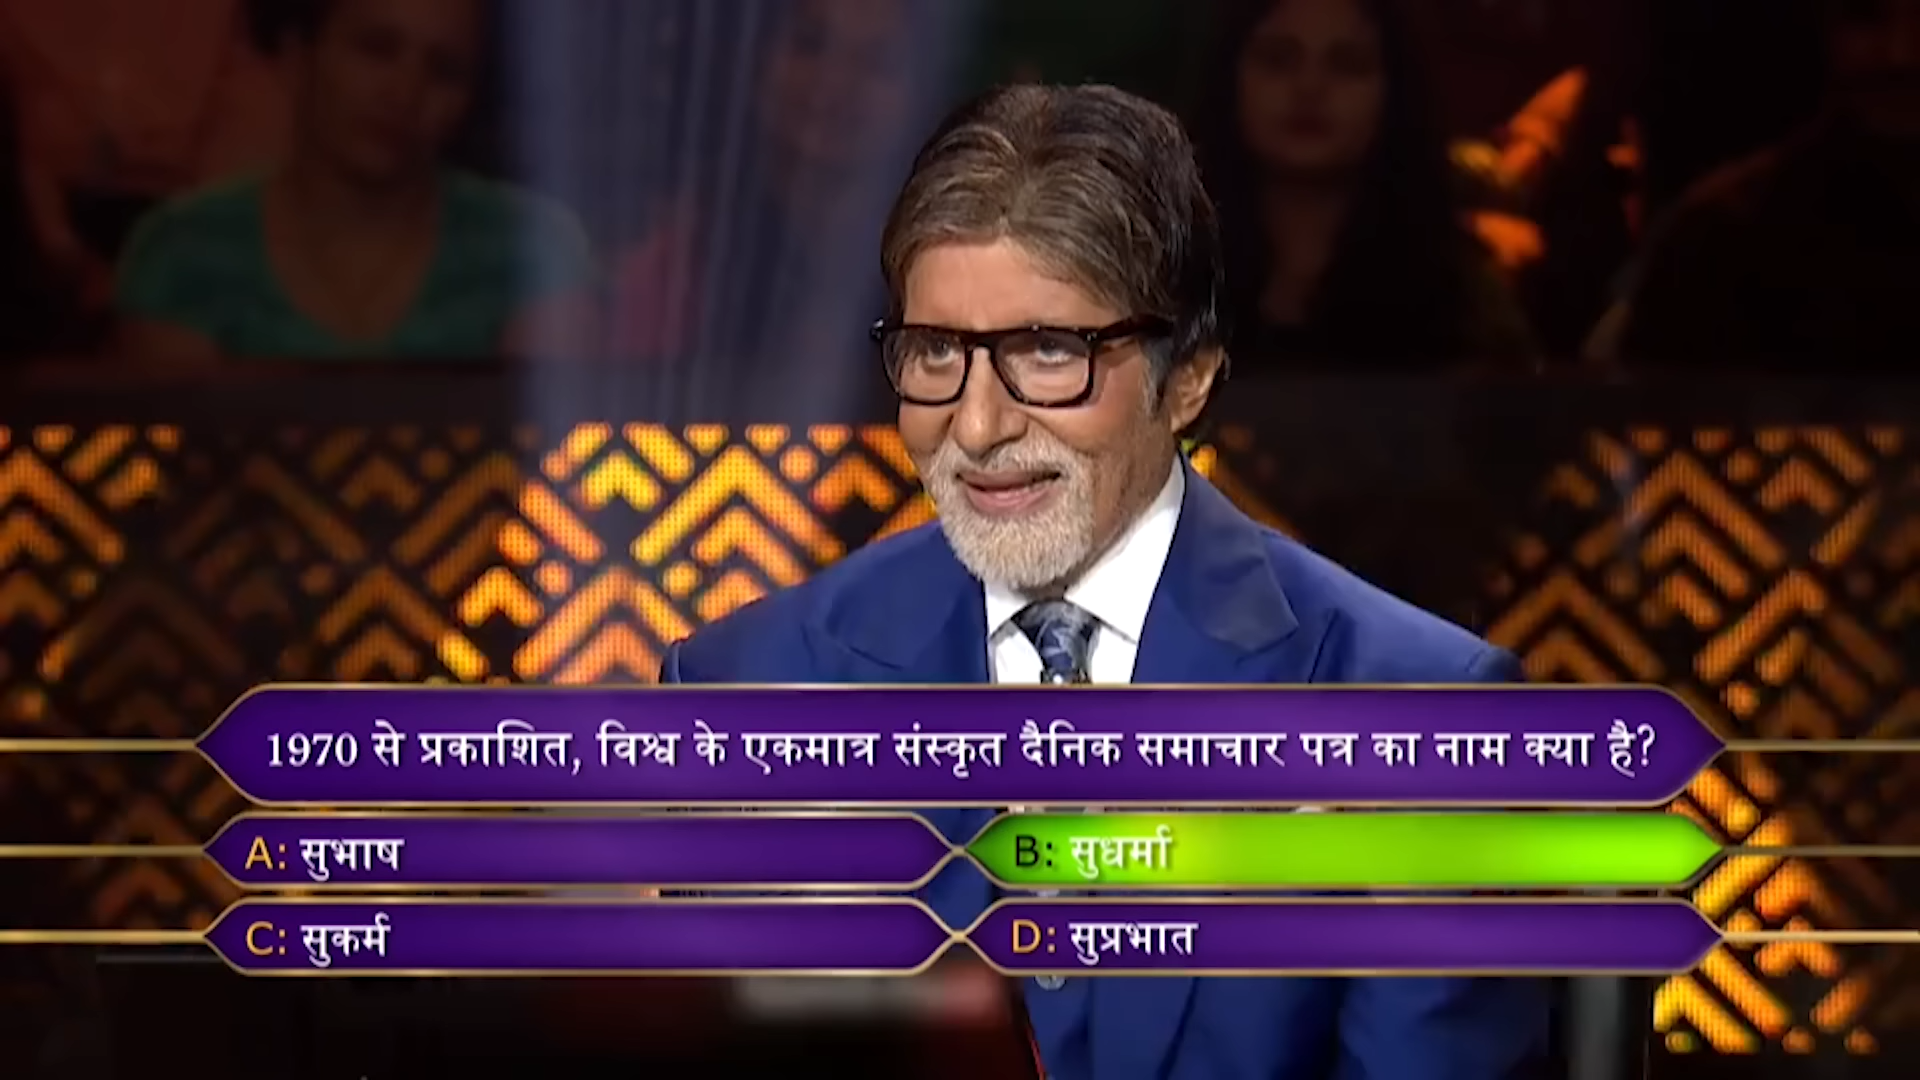 1970 से प्रकाशित, विश्व के एकमात्र संस्कृत दैनिक समाचार पत्र का नाम क्या है?
A: सुभाष
B: सुधर्मा
C: सुकर्म
D: सुप्रभात